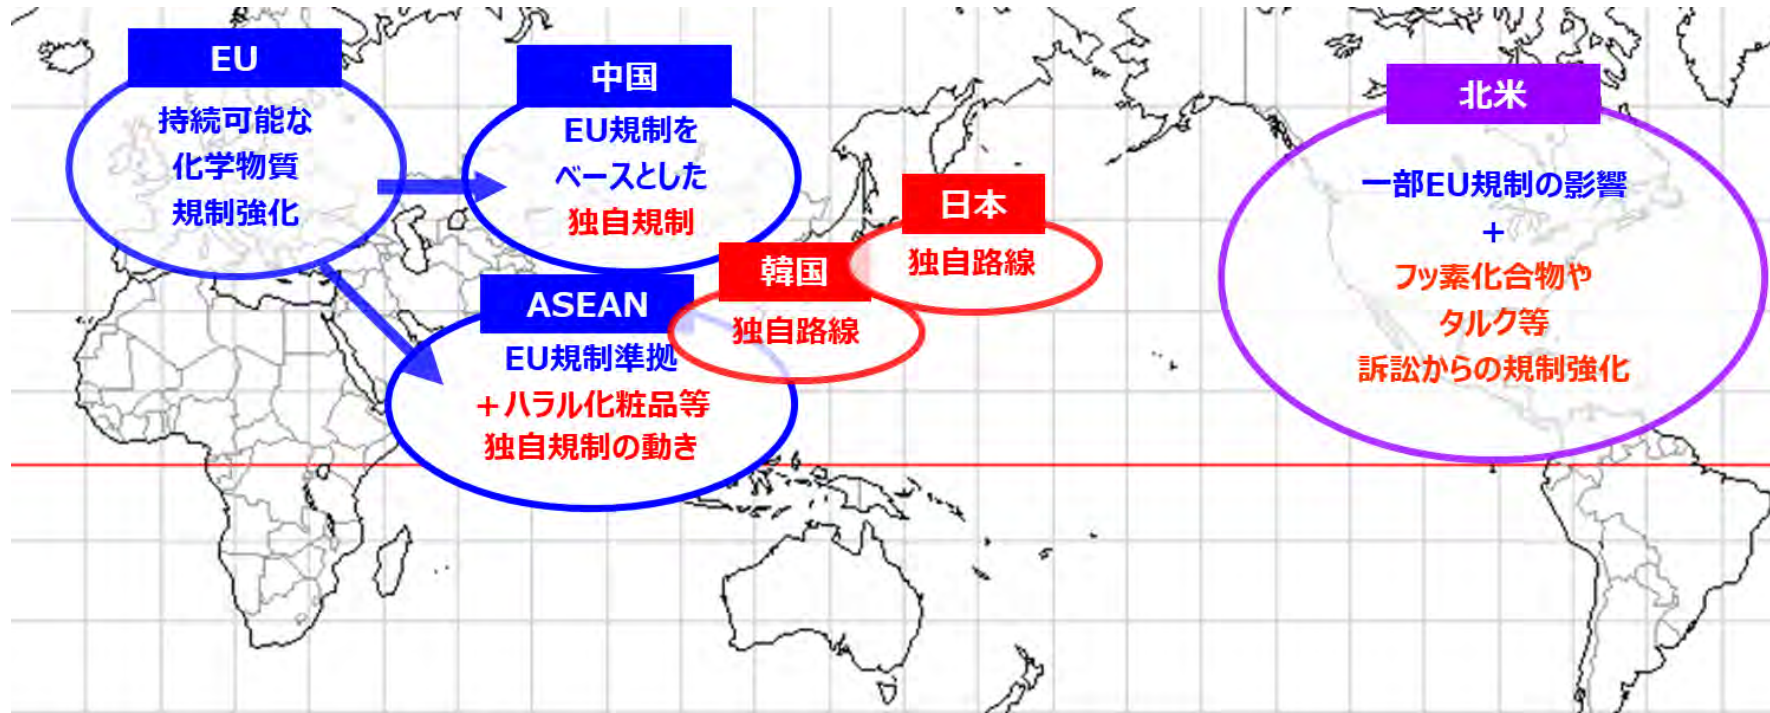 EU
持続可能な
化学物質
規制強化
中国
EU規制を
ベースとした
独自規制
ASEAN
EU規制準拠
＋ハラル化粧品等
独自規制の動き
韓国
独自路線
日本
独自路線
北米
一部EU規制の影響
+
フッ素化合物や
タルク等
訴訟からの規制強化